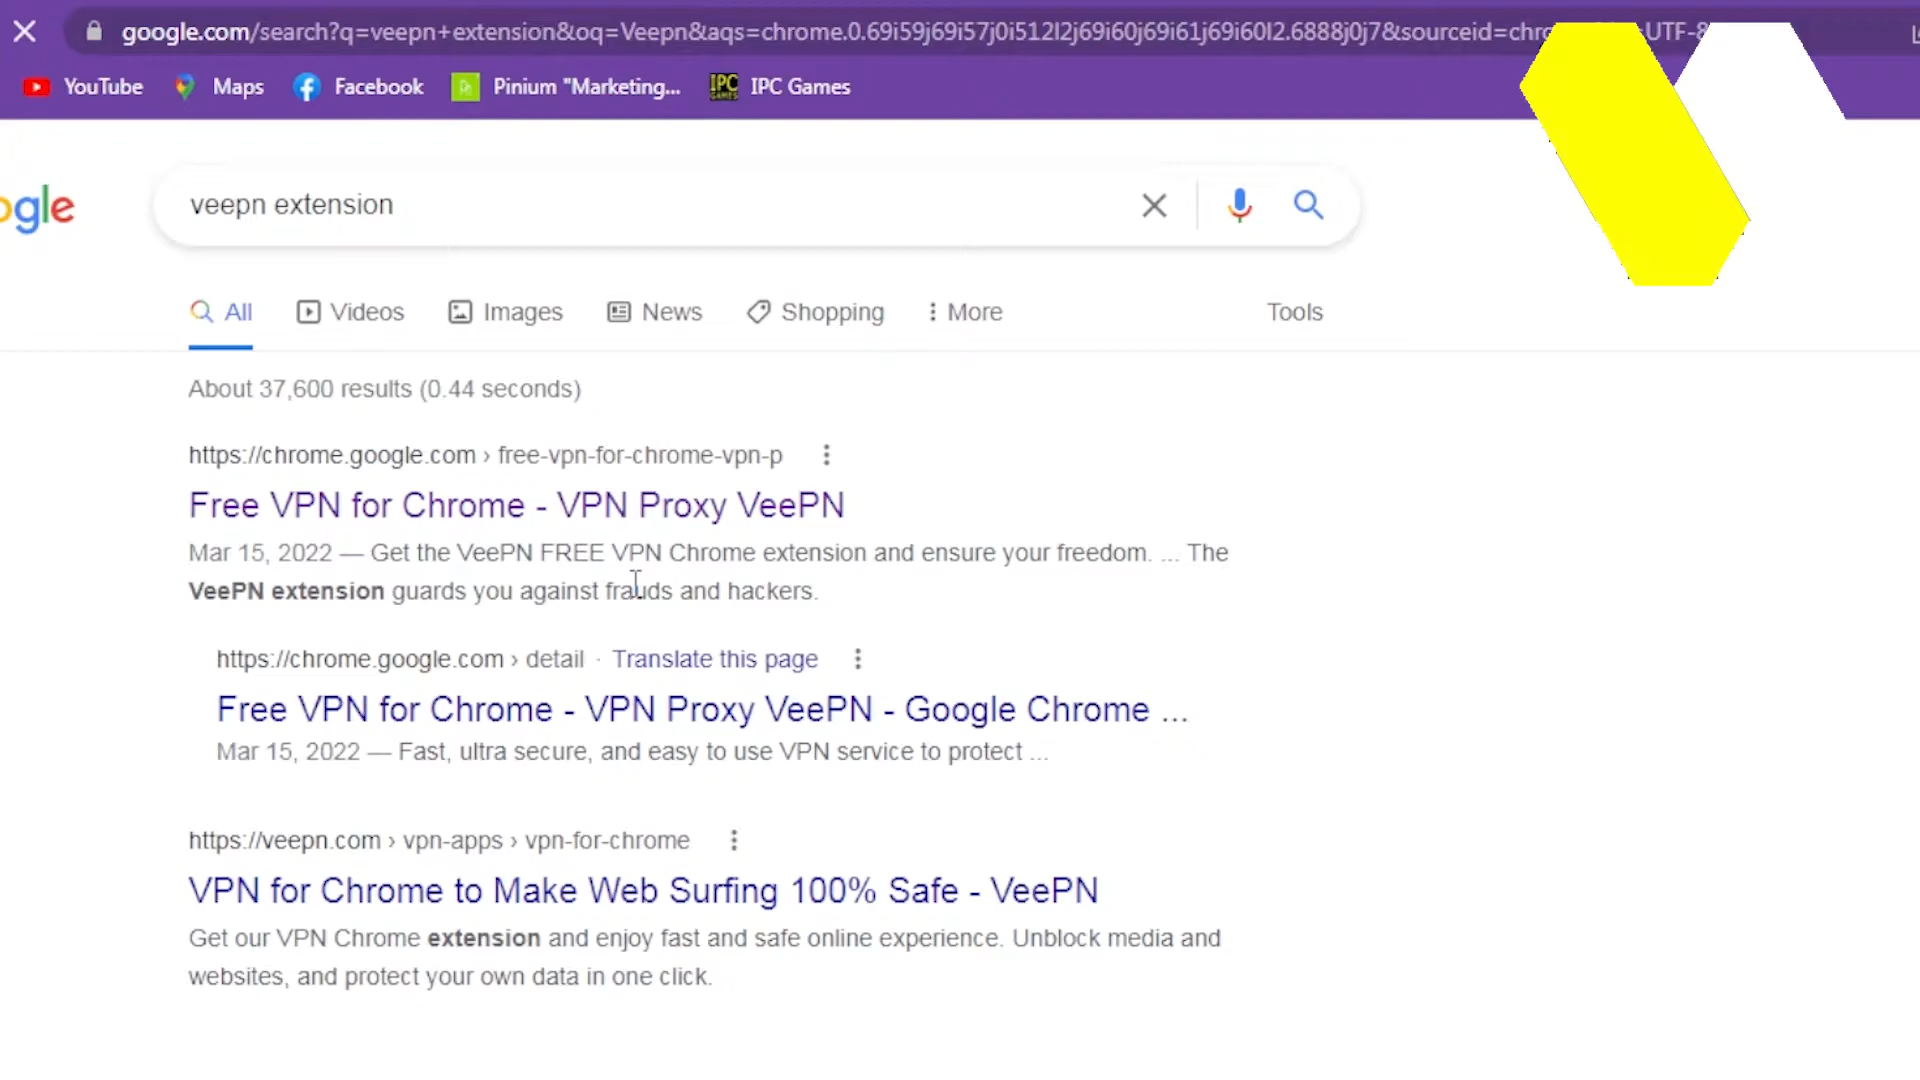 google.com/search?q=veepn+extension&oq=Veepn&aqs=chrome.0.69i59j69i57j0i512l2j69i60j69i61j69i60l2.6888j0j7&sourceid=chro UTF-8
YouTube Maps Facebook Pinium "Marketing... IPC GAMES IPC Games
ogle veepn extension
All Videos Images News Shopping More Tools
About 37,600 results (0.44 seconds)
https://chrome.google.com › free-vpn-for-chrome-vpn-p
Free VPN for Chrome - VPN Proxy VeePN
Mar 15, 2022 — Get the VeePN FREE VPN Chrome extension and ensure your freedom. ... The
VeePN extension guards you against frauds and hackers.
https://chrome.google.com › detail · Translate this page
Free VPN for Chrome - VPN Proxy VeePN - Google Chrome ...
Mar 15, 2022 — Fast, ultra secure, and easy to use VPN service to protect ...
https://veepn.com › vpn-apps › vpn-for-chrome
VPN for Chrome to Make Web Surfing 100% Safe - VeePN
Get our VPN Chrome extension and enjoy fast and safe online experience. Unblock media and
websites, and protect your own data in one click.